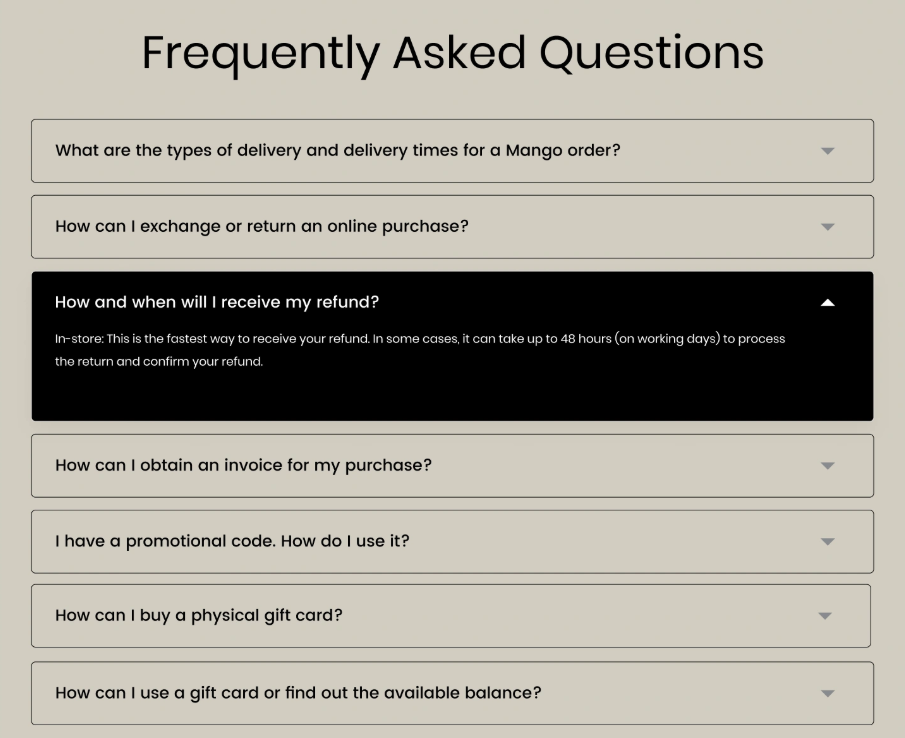 Frequently Asked Questions
What are the types of delivery and delivery times for a Mango order?
How can I exchange or return an online purchase?
How and when will I receive my refund?
In-store: This is the fastest way to receive your refund. In some cases, it can take up to 48 hours (on working days) to process
the return and confirm your refund.
How can I obtain an invoice for my purchase?
I have a promotional code. How do I use it?
How can I buy a physical gift card?
How can I use a gift card or find out the available balance?